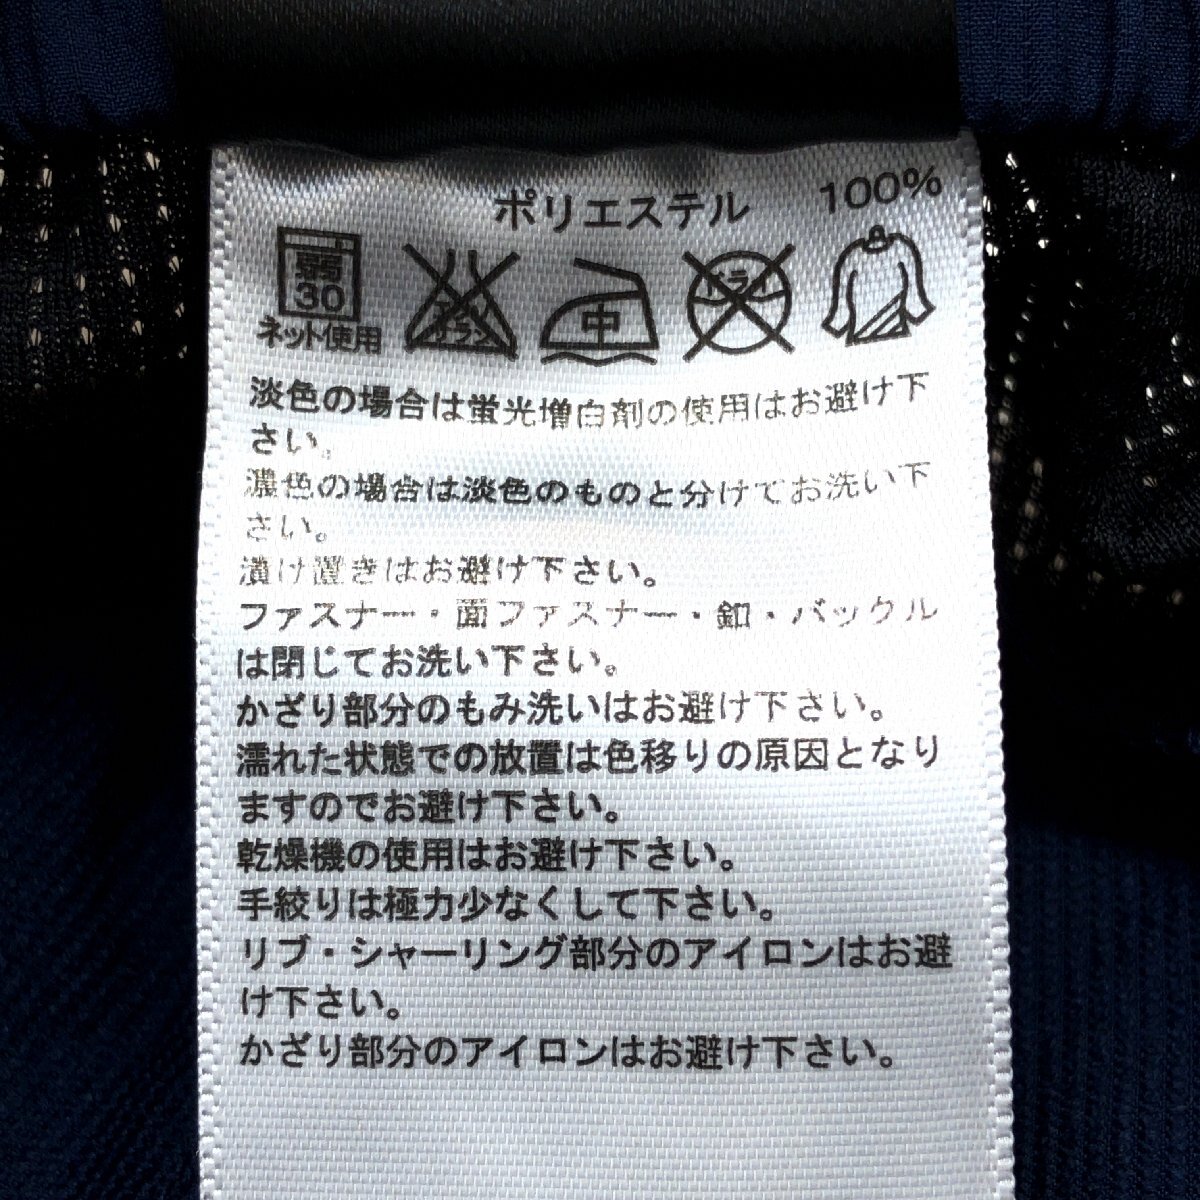 ポリエステル 100%
弱
30
ネット使用
エンソ
サラシ
中
ドライ
淡色の場合は蛍光増白剤の使用はお避け下
さい。
濃色の場合は淡色のものと分けてお洗い下
さい。
漬け置きはお避け下さい。
ファスナー・面ファスナー・釦・バックル
は閉じてお洗い下さい。
かざり部分のもみ洗いはお避け下さい。
濡れた状態での放置は色移りの原因となり
ますのでお避け下さい。
乾燥機の使用はお避け下さい。
手絞りは極力少なくして下さい。
リブ・シャーリング部分のアイロンはお避
け下さい。
かざり部分のアイロンはお避け下さい。